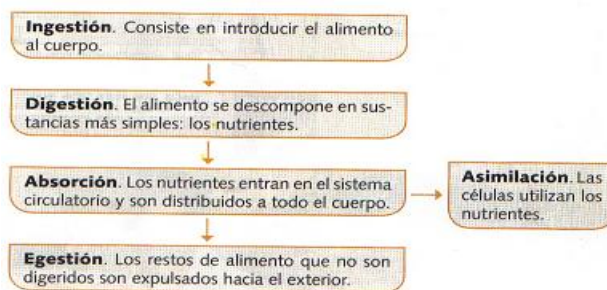 Ingestión. Consiste en introducir el alimento
al cuerpo.
Digestión. El alimento se descompone en sus-
tancias más simples: los nutrientes.
Absorción. Los nutrientes entran en el sistema
circulatorio y son distribuidos a todo el cuerpo.
Asimilación. Las
células utilizan los
nutrientes.
Egestión. Los restos de alimento que no son
digeridos son expulsados hacia el exterior.